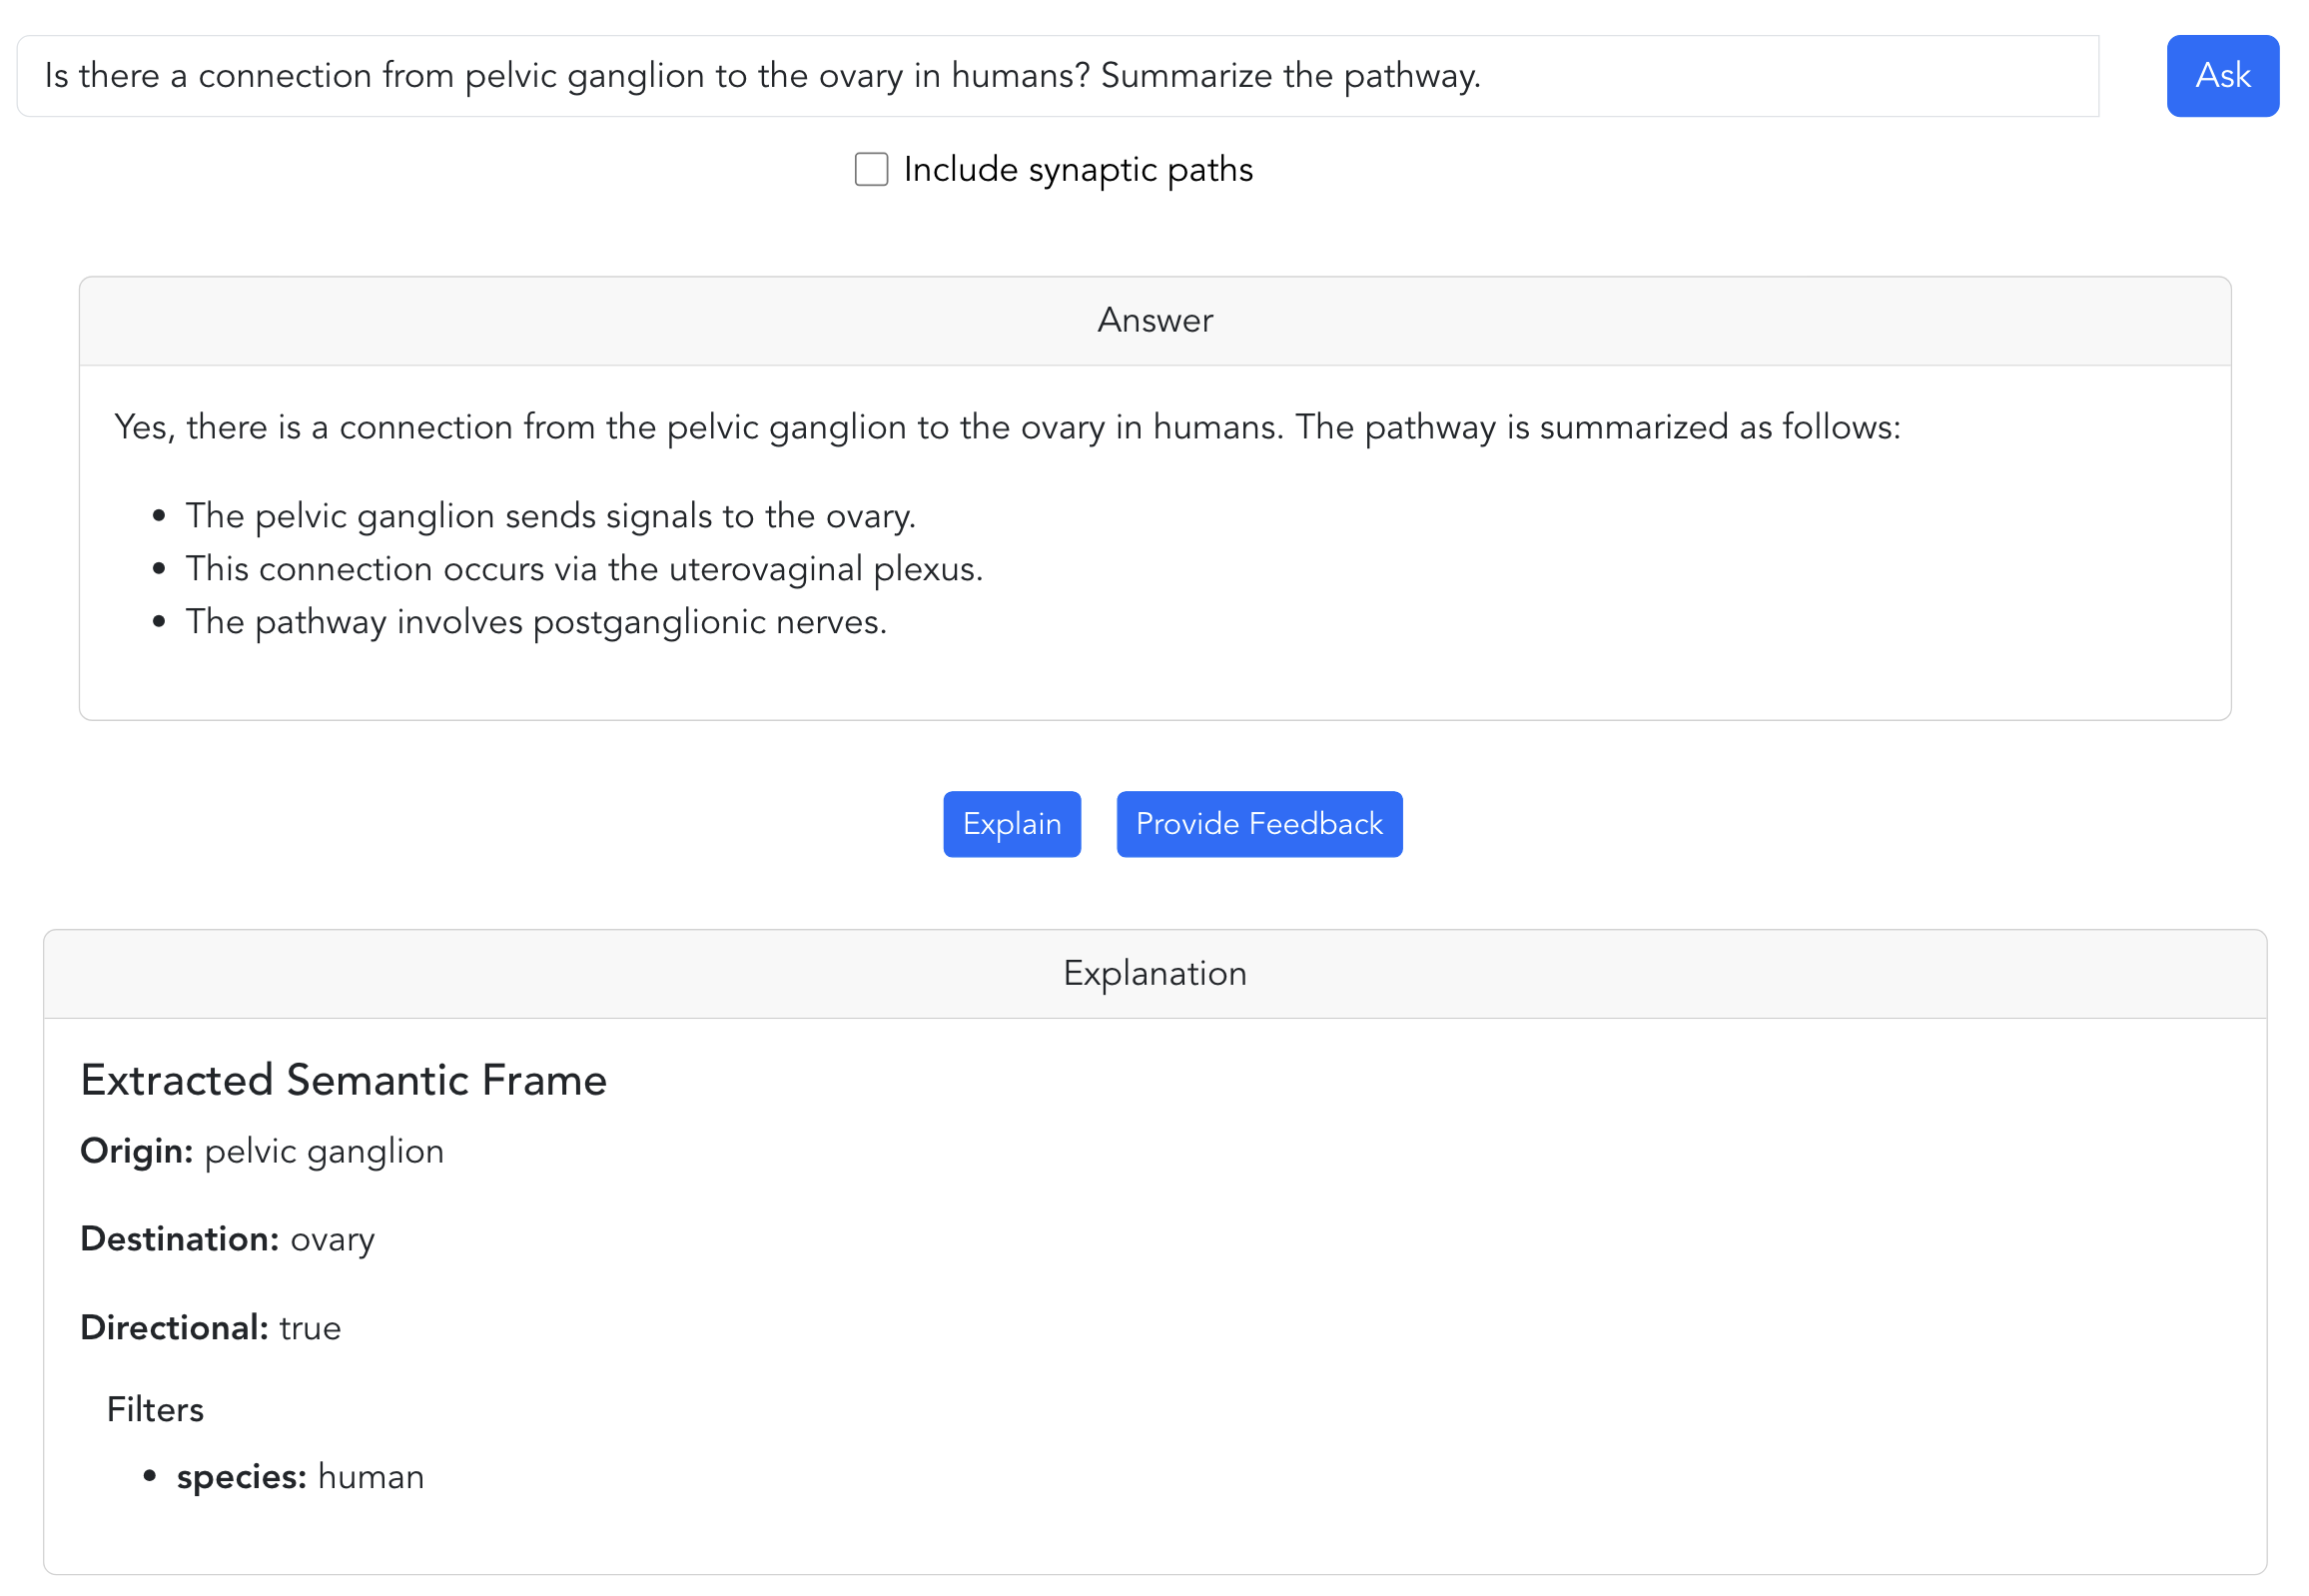 Is there a connection from pelvic ganglion to the ovary in humans? Summarize the pathway.
Ask
Include synaptic paths
Answer
Yes, there is a connection from the pelvic ganglion to the ovary in humans. The pathway is summarized as follows:
• The pelvic ganglion sends signals to the ovary.
• This connection occurs via the uterovaginal plexus.
• The pathway involves postganglionic nerves.
Explain
Provide Feedback
Explanation
Extracted Semantic Frame
Origin: pelvic ganglion
Destination: ovary
Directional: true
Filters
• species: human